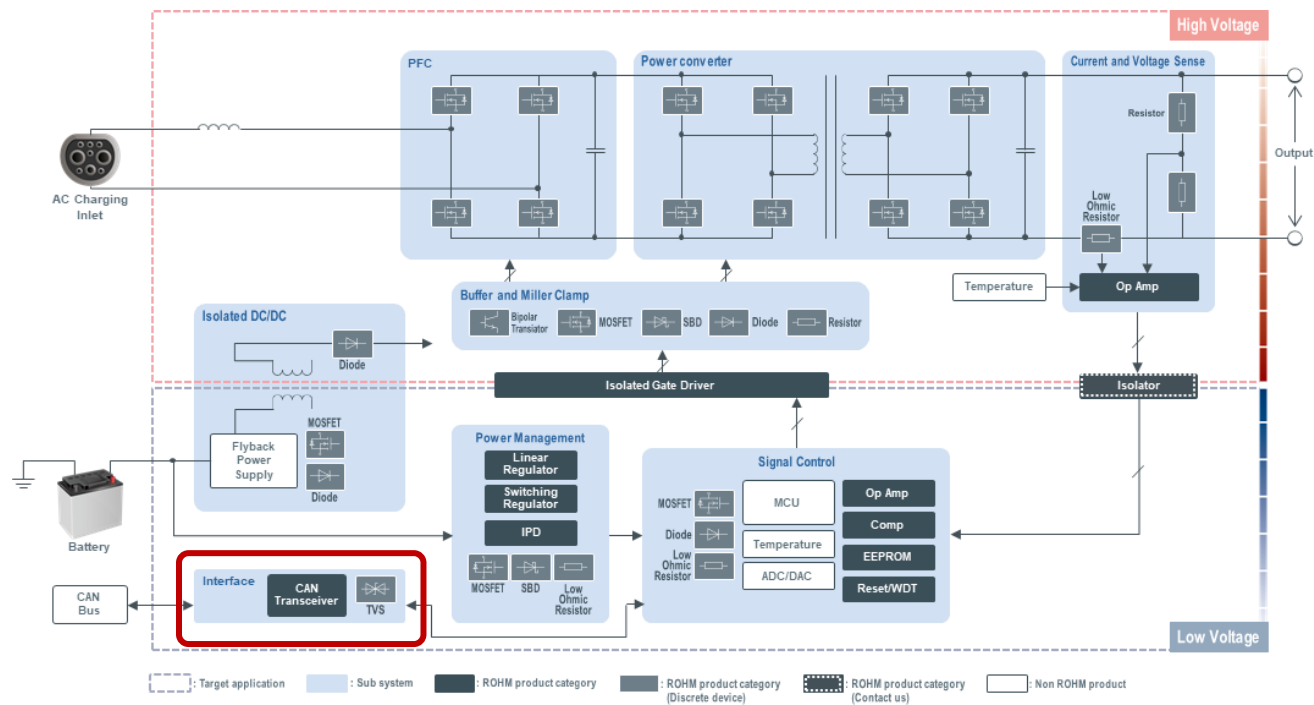 High Voltage
PFC
Power converter
Current and Voltage Sense
Resistor
Output
AC Charging
Inlet
Low
Ohmic
Resistor
Temperature
Op Amp
Buffer and Miller Clamp
Bipolar
Transiator
MOSFET
SBD
Diode
Resistor
Isolated DC/DC
Diode
Isolated Gate Driver
Isolator
MOSFET
Flyback
Power
Supply
Diode
Battery
Power Management
Linear
Regulator
Switching
Regulator
IPD
MOSFET
SBD
Low
Ohmic
Resistor
Signal Control
MOSFET
Diode
Low
Ohmic
Resistor
MCU
Temperature
ADC/DAC
Op Amp
Comp
EEPROM
Reset/WDT
CAN
Bus
Interface
CAN
Transceiver
TVS
Low Voltage
: Target application
: Sub system
: ROHM product category
: ROHM product category
(Discrete device)
: ROHM product category
(Contact us)
: Non ROHM product